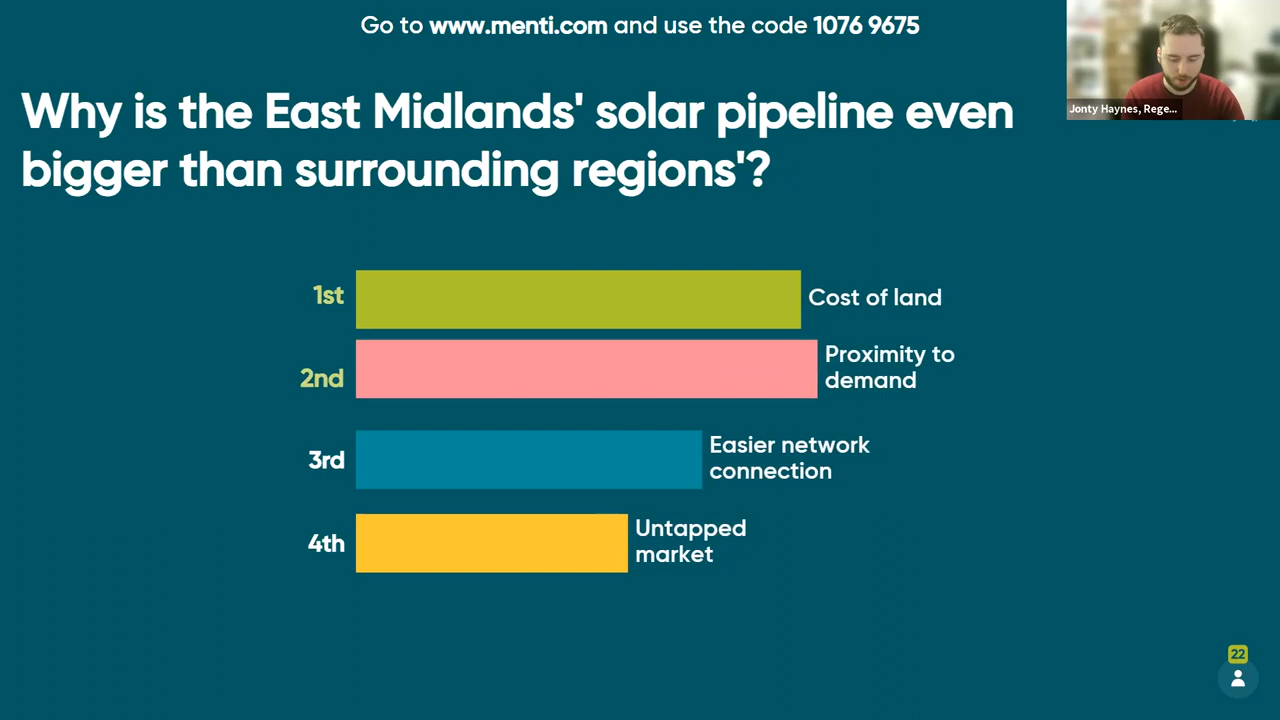 Go to www.menti.com and use the code 1076 9675
Jonty Haynes, Rege...
Why is the East Midlands' solar pipeline even
bigger than surrounding regions'?
1st
Cost of land
2nd
Proximity to
demand
3rd
Easier network
connection
4th
Untapped
market
22